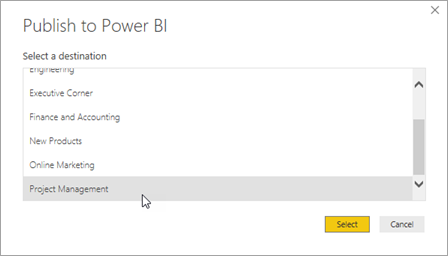 Publish to Power BI
Select a destination
Engineering
Executive Corner
Finance and Accounting
New Products
Online Marketing
Project Management
Select
Cancel